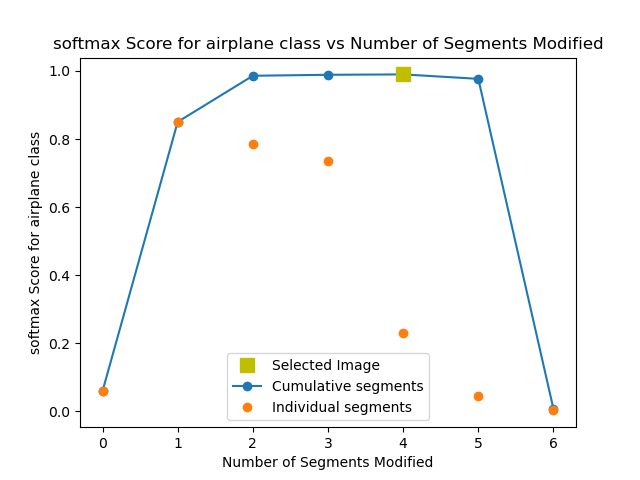 softmax Score for airplane class vs Number of Segments Modified
softmax Score for airplane class
1.0
0.8
0.6
0.4
0.2
0.0
Selected Image
Cumulative segments
Individual segments
0 1 2 3 4 5 6
Number of Segments Modified